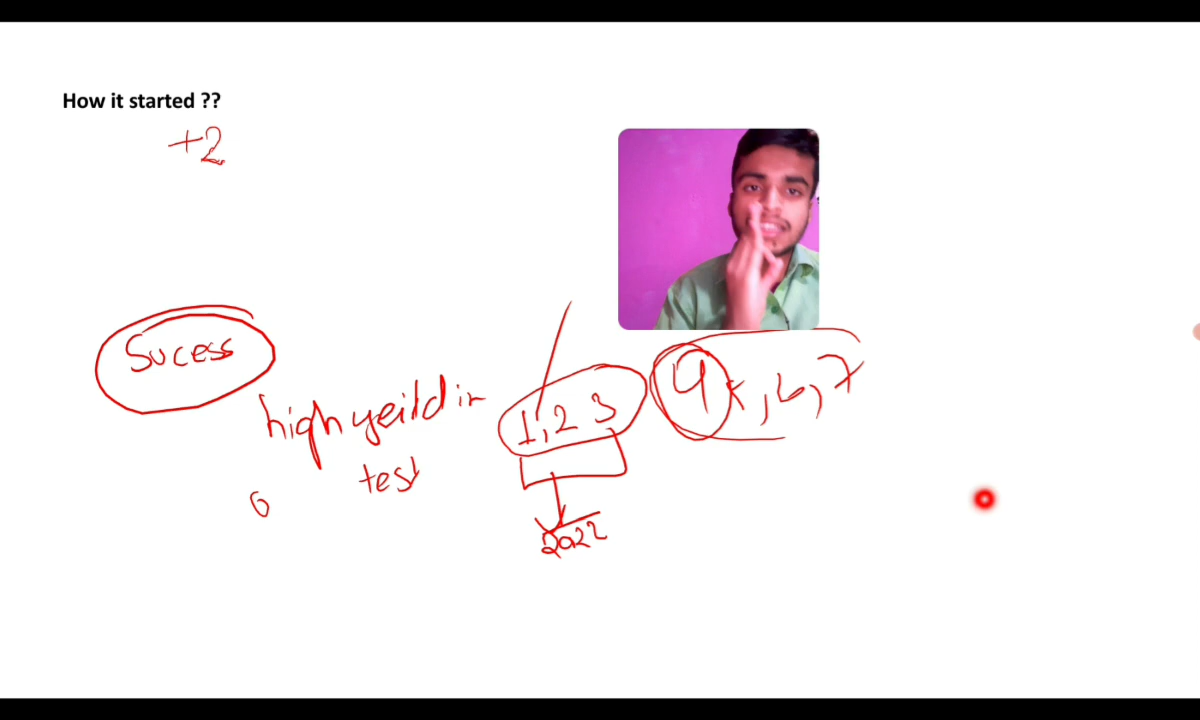 How it started ??
+2
Sucess
high yeild in 1,2 3 4 5, 6, 7
test
2022